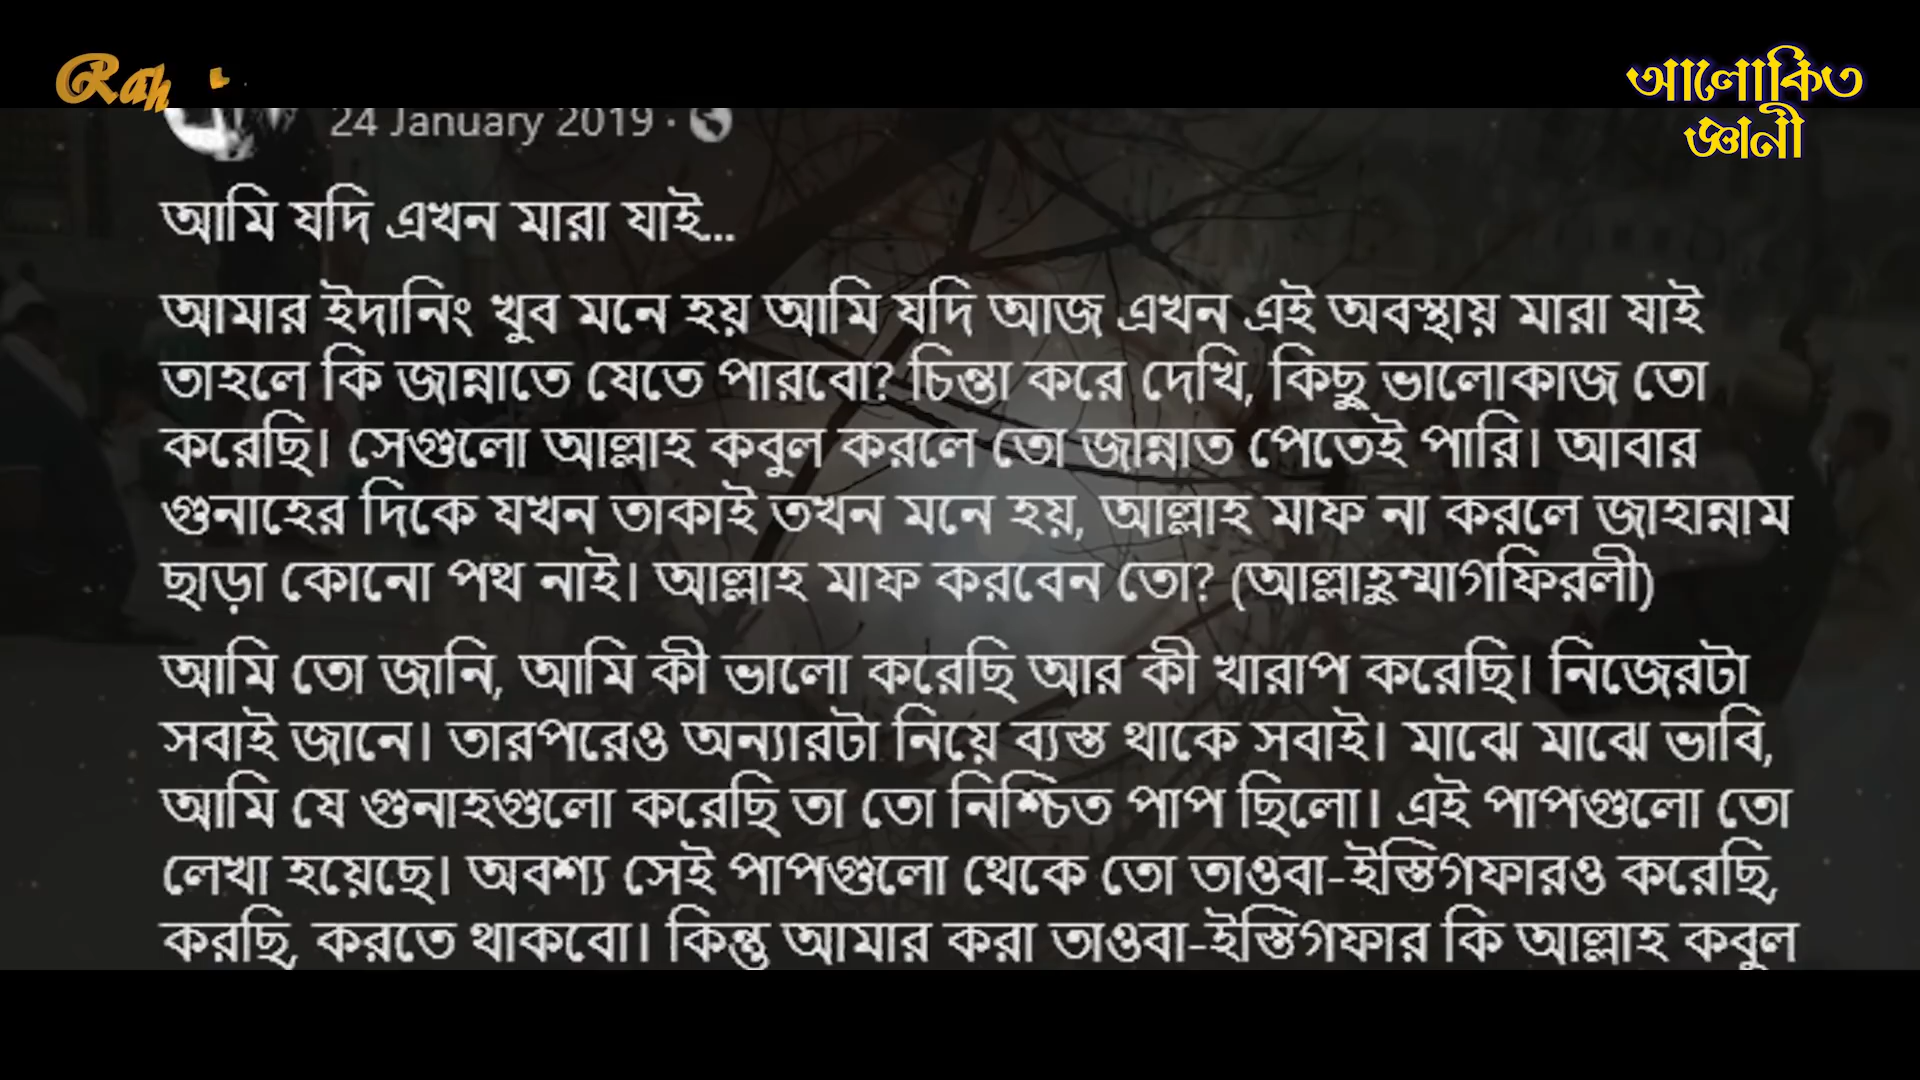 Rah
আলোকিত
জ্ঞানী
24 January 2019 ·
আমি যদি এখন মারা যাই...
আমার ইদানিং খুব মনে হয় আমি যদি আজ এখন এই অবস্থায় মারা যাই
তাহলে কি জান্নাতে যেতে পারবো? চিন্তা করে দেখি, কিছু ভালোকাজ তো
করেছি। সেগুলো আল্লাহ কবুল করলে তো জান্নাত পেতেই পারি। আবার
গুনাহের দিকে যখন তাকাই তখন মনে হয়, আল্লাহ মাফ না করলে জাহান্নাম
ছাড়া কোনো পথ নাই। আল্লাহ মাফ করবেন তো? (আল্লাহুম্মাগফিরলী)
আমি তো জানি, আমি কী ভালো করেছি আর কী খারাপ করেছি। নিজেরটা
সবাই জানে। তারপরেও অন্যারটা নিয়ে ব্যস্ত থাকে সবাই। মাঝে মাঝে ভাবি,
আমি যে গুনাহগুলো করেছি তা তো নিশ্চিত পাপ ছিলো। এই পাপগুলো তো
লেখা হয়েছে। অবশ্য সেই পাপগুলো থেকে তো তাওবা-ইস্তিগফারও করেছি,
করছি, করতে থাকবো। কিন্তু আমার করা তাওবা-ইস্তিগফার কি আল্লাহ কবুল